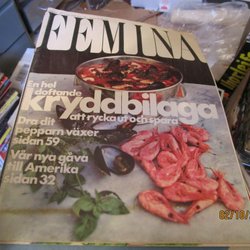 FEMINA
En hel
doftande
kryddbilaga
att rycka ut och spara
Dra dit
pepparn växer
sidan 59
Vår nya gåva
till Amerika
sidan 32